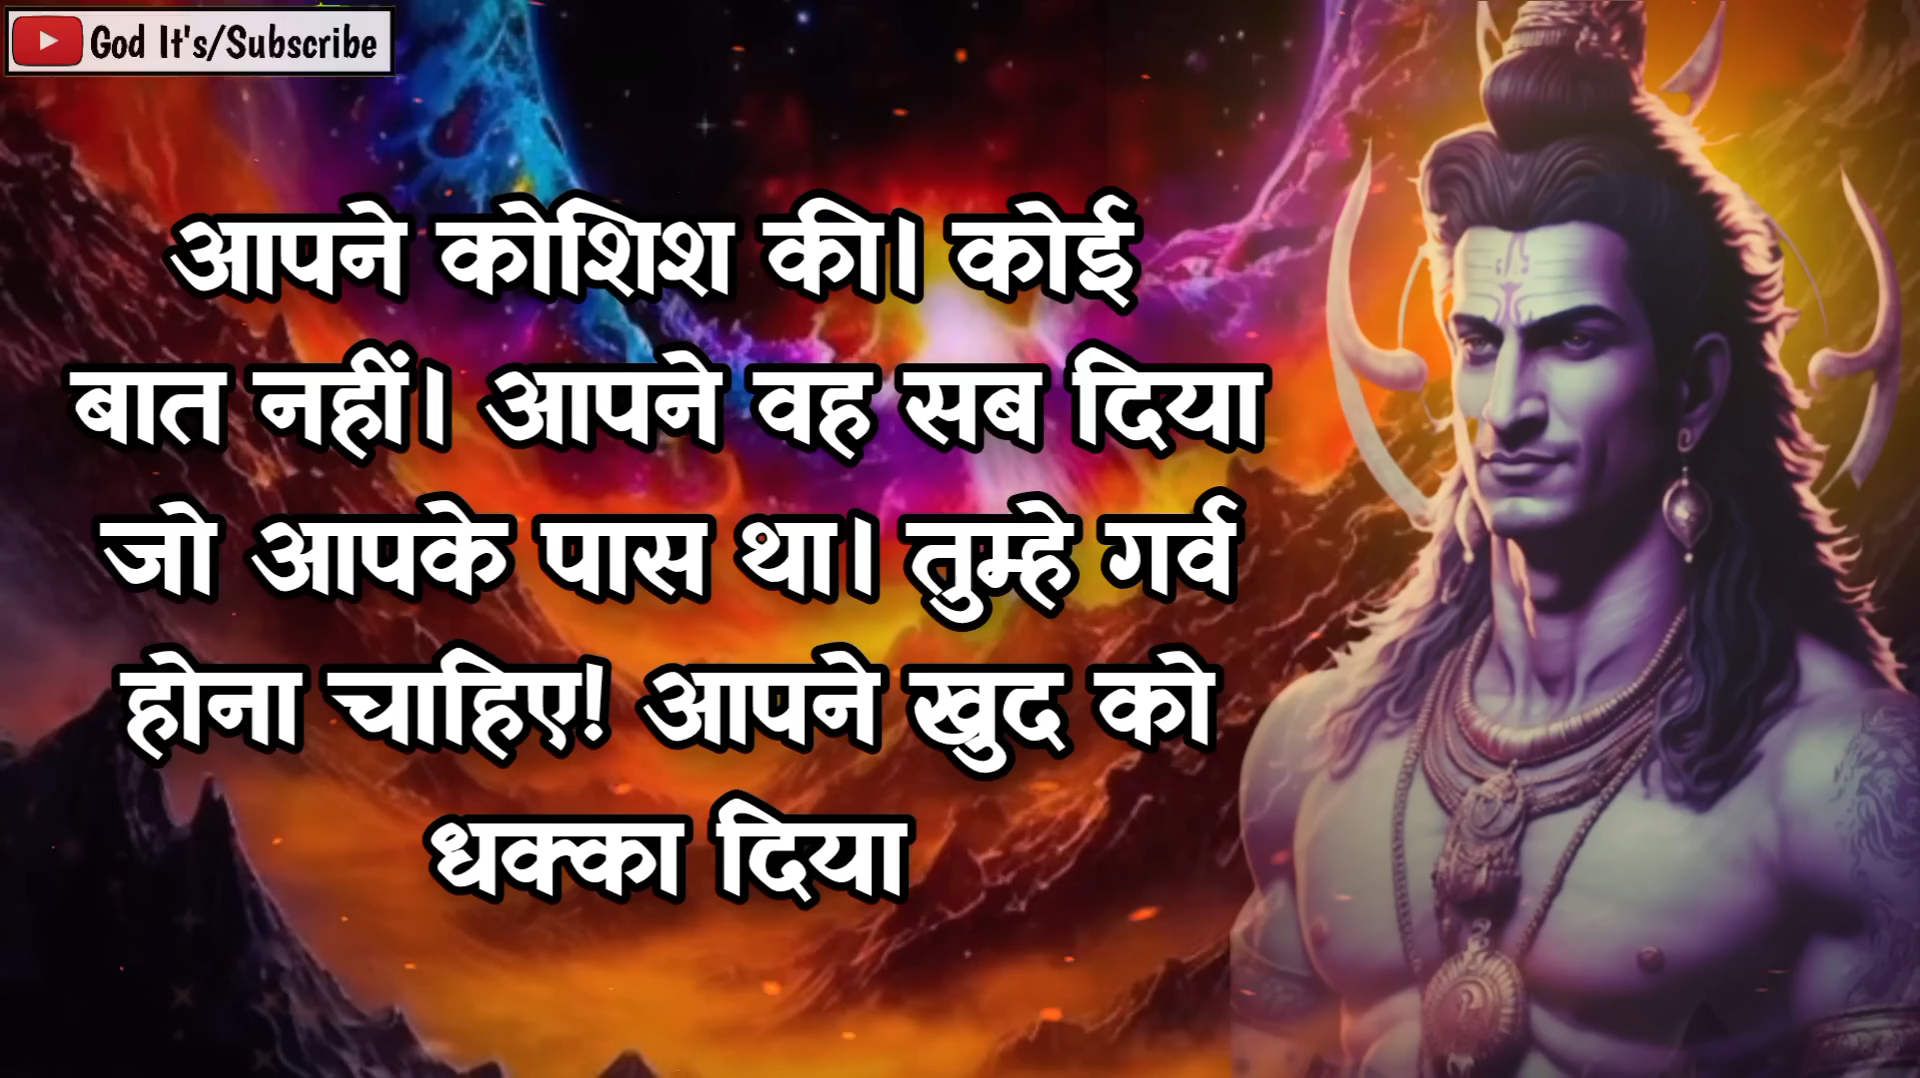 God It's/Subscribe
आपने कोशिश की। कोई
बात नहीं। आपने वह सब दिया
जो आपके पास था। तुम्हे गर्व
होना चाहिए! आपने खुद को
धक्का दिया